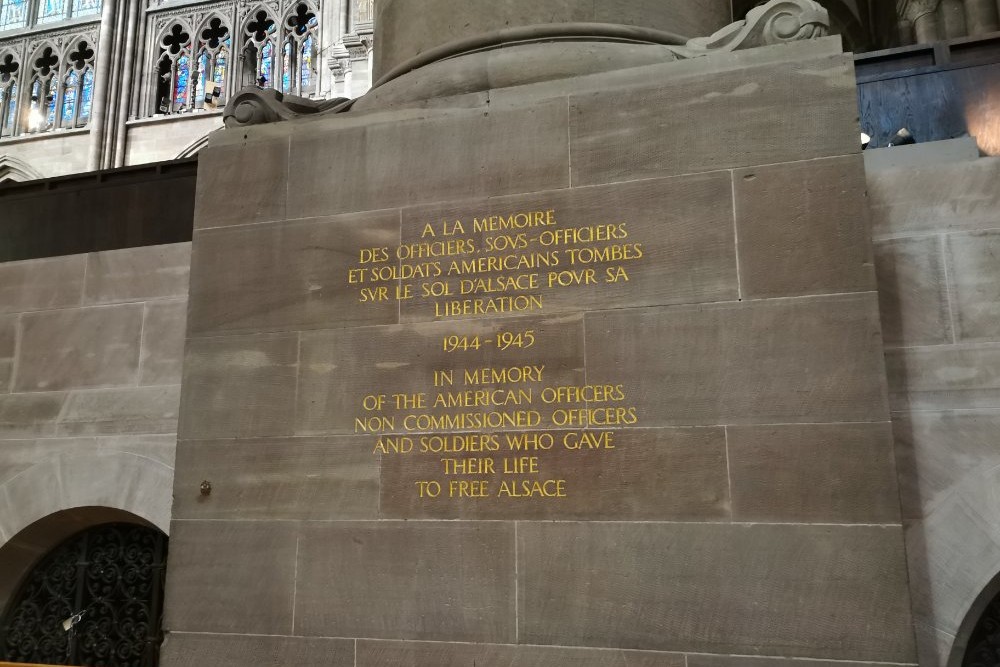 A LA MEMOIRE
DES OFFICIERS, SOVS-OFFICIERS
ET SOLDATS AMERICAINS TOMBES
SVR LE SOL D'ALSACE POVR SA
LIBERATION
1944-1945
IN MEMORY
OF THE AMERICAN OFFICERS
NON COMMISSIONED OFFICERS
AND SOLDIERS WHO GAVE
THEIR LIFE
TO FREE ALSACE